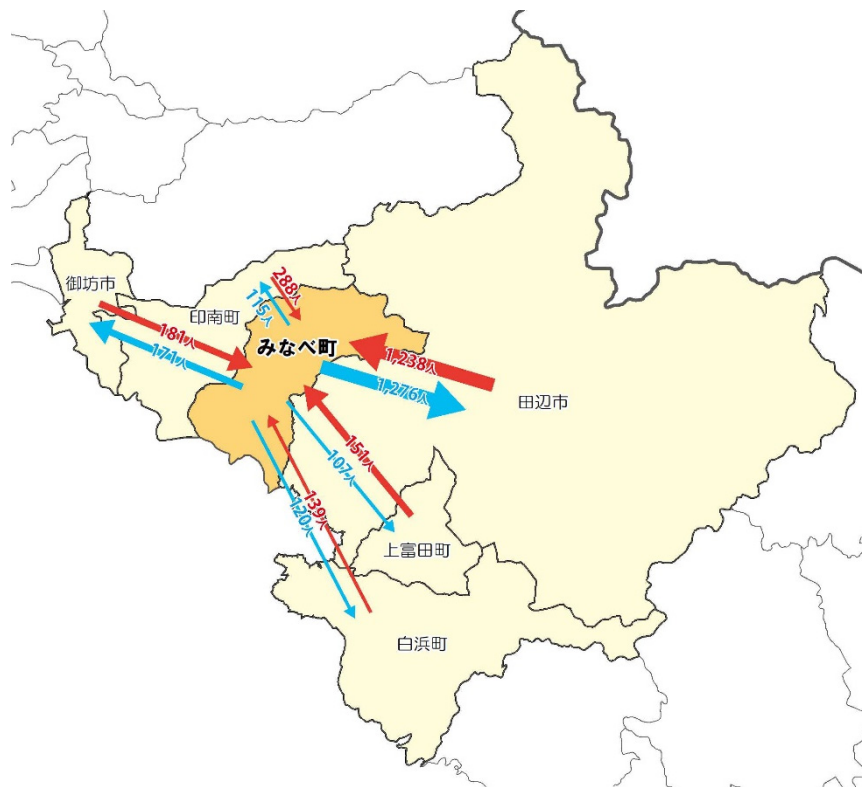 御坊市
印南町
288人
115人
みなべ町
181人
171人
1,238人
1,276人
田辺市
151人
107人
139人
120人
上富田町
白浜町